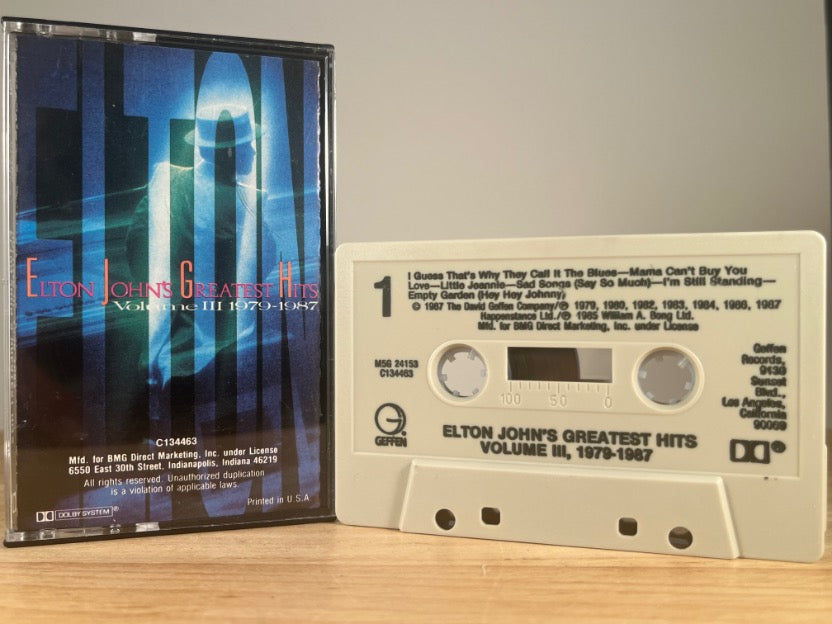 ELTON
ELTON JOHN'S GREATEST HITS
Volume III 1979-1987
C134463
Mfd. for BMG Direct Marketing, Inc. under License
6550 East 30th Street, Indianapolis, Indiana 46219
All rights reserved. Unauthorized duplication
is a violation of applicable laws.
Printed in U.S.A
DOLBY SYSTEM ®
1
I Guess That's Why They Call It The Blues—Mama Can't Buy You
Love—Little Jeannie—Sad Songs (Say So Much)—I'm Still Standing—
Empty Garden (Hey Hey Johnny)
© 1987 The David Geffen Company/℗ 1979, 1980, 1982, 1983, 1984, 1986, 1987
Happenstance Ltd./℗ 1985 William A. Bong Ltd.
Mfd. for BMG Direct Marketing, Inc. under License
M5G 24153
C134463
100 50 0
Geffen
Records,
9130
Sunset
Blvd.,
Los Angeles,
California
90069
GEFFEN
ELTON JOHN'S GREATEST HITS
VOLUME III, 1979-1987
®